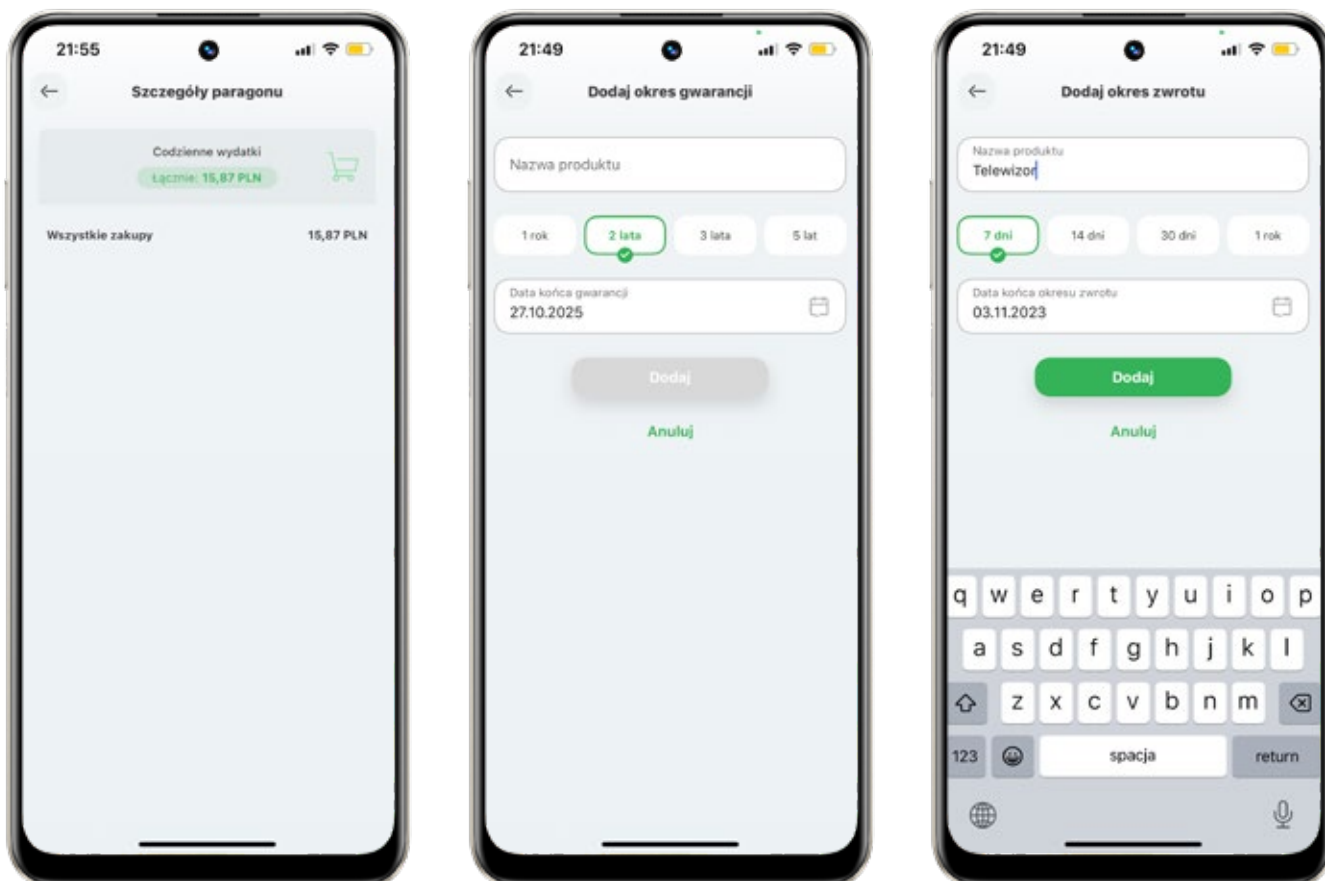 21:55
Szczegóły paragonu
Codzienne wydatki
Łącznie: 15,87 PLN
Wszystkie zakupy 15,87 PLN
21:49
Dodaj okres gwarancji
Nazwa produktu
1 rok 2 lata 3 lata 5 lat
Data końca gwarancji
27.10.2025
Dodaj
Anuluj
21:49
Dodaj okres zwrotu
Nazwa produktu
Telewizor
7 dni 14 dni 30 dni 1 rok
Data końca okresu zwrotu
03.11.2023
Dodaj
Anuluj
q w e r t y u i o p
a s d f g h j k l
z x c v b n m
123 spacja return